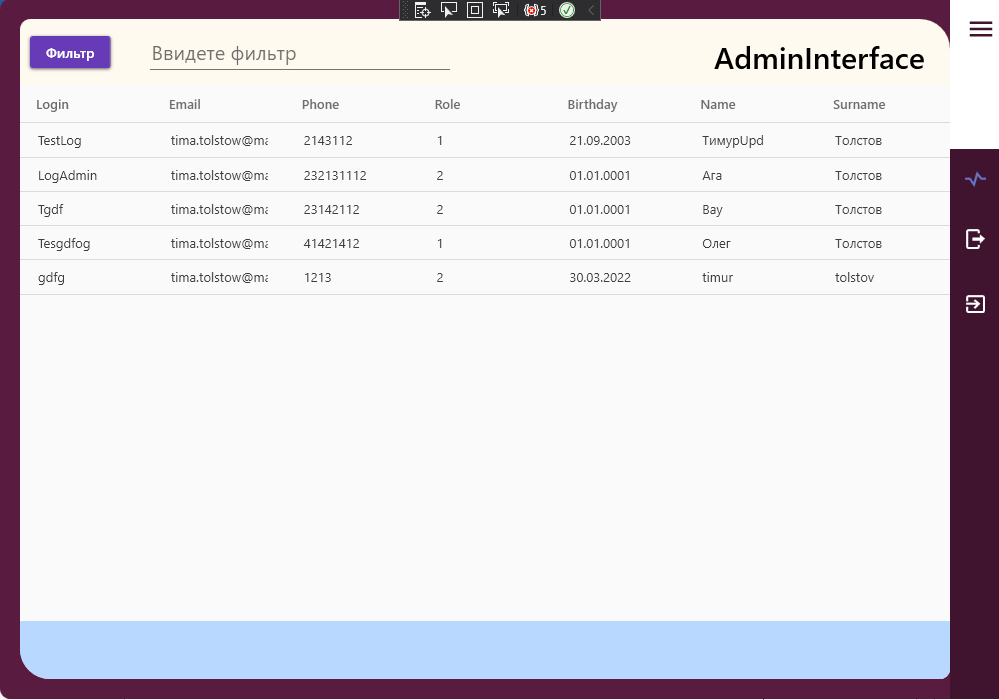 5
Фильтр
Ввидете фильтр
AdminInterface
Login Email Phone Role Birthday Name Surname
TestLog tima.tolstow@ma 2143112 1 21.09.2003 ТимурUpd Толстов
LogAdmin tima.tolstow@ma 232131112 2 01.01.0001 Ага Толстов
Tgdf tima.tolstow@ma 23142112 2 01.01.0001 Вау Толстов
Tesgdfog tima.tolstow@ma 41421412 1 01.01.0001 Олег Толстов
gdfg tima.tolstow@ma 1213 2 30.03.2022 timur tolstov